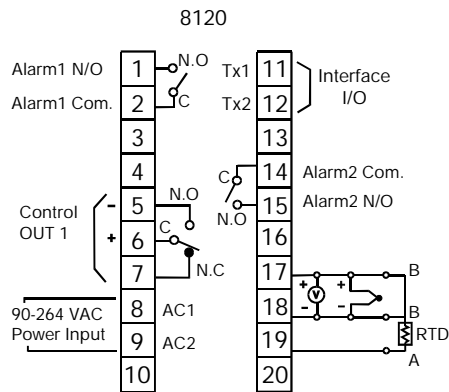 8120
Alarm1 N/O 1 N.O 
Alarm1 Com. 2 C
3
4
5 N.O
Control OUT 1 - +
6 C
7 N.C
90-264 VAC
Power Input
8 AC1
9 AC2
10
Tx1 11 Interface
Tx2 12 I/O
13
C 14 Alarm2 Com.
N.O 15 Alarm2 N/O
16
17 + + B
V
18 - - B
RTD
19 A
20